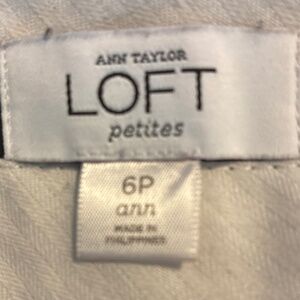 ANN TAYLOR
LOFT
petites
6P
ann
MADE IN
PHILIPPINES